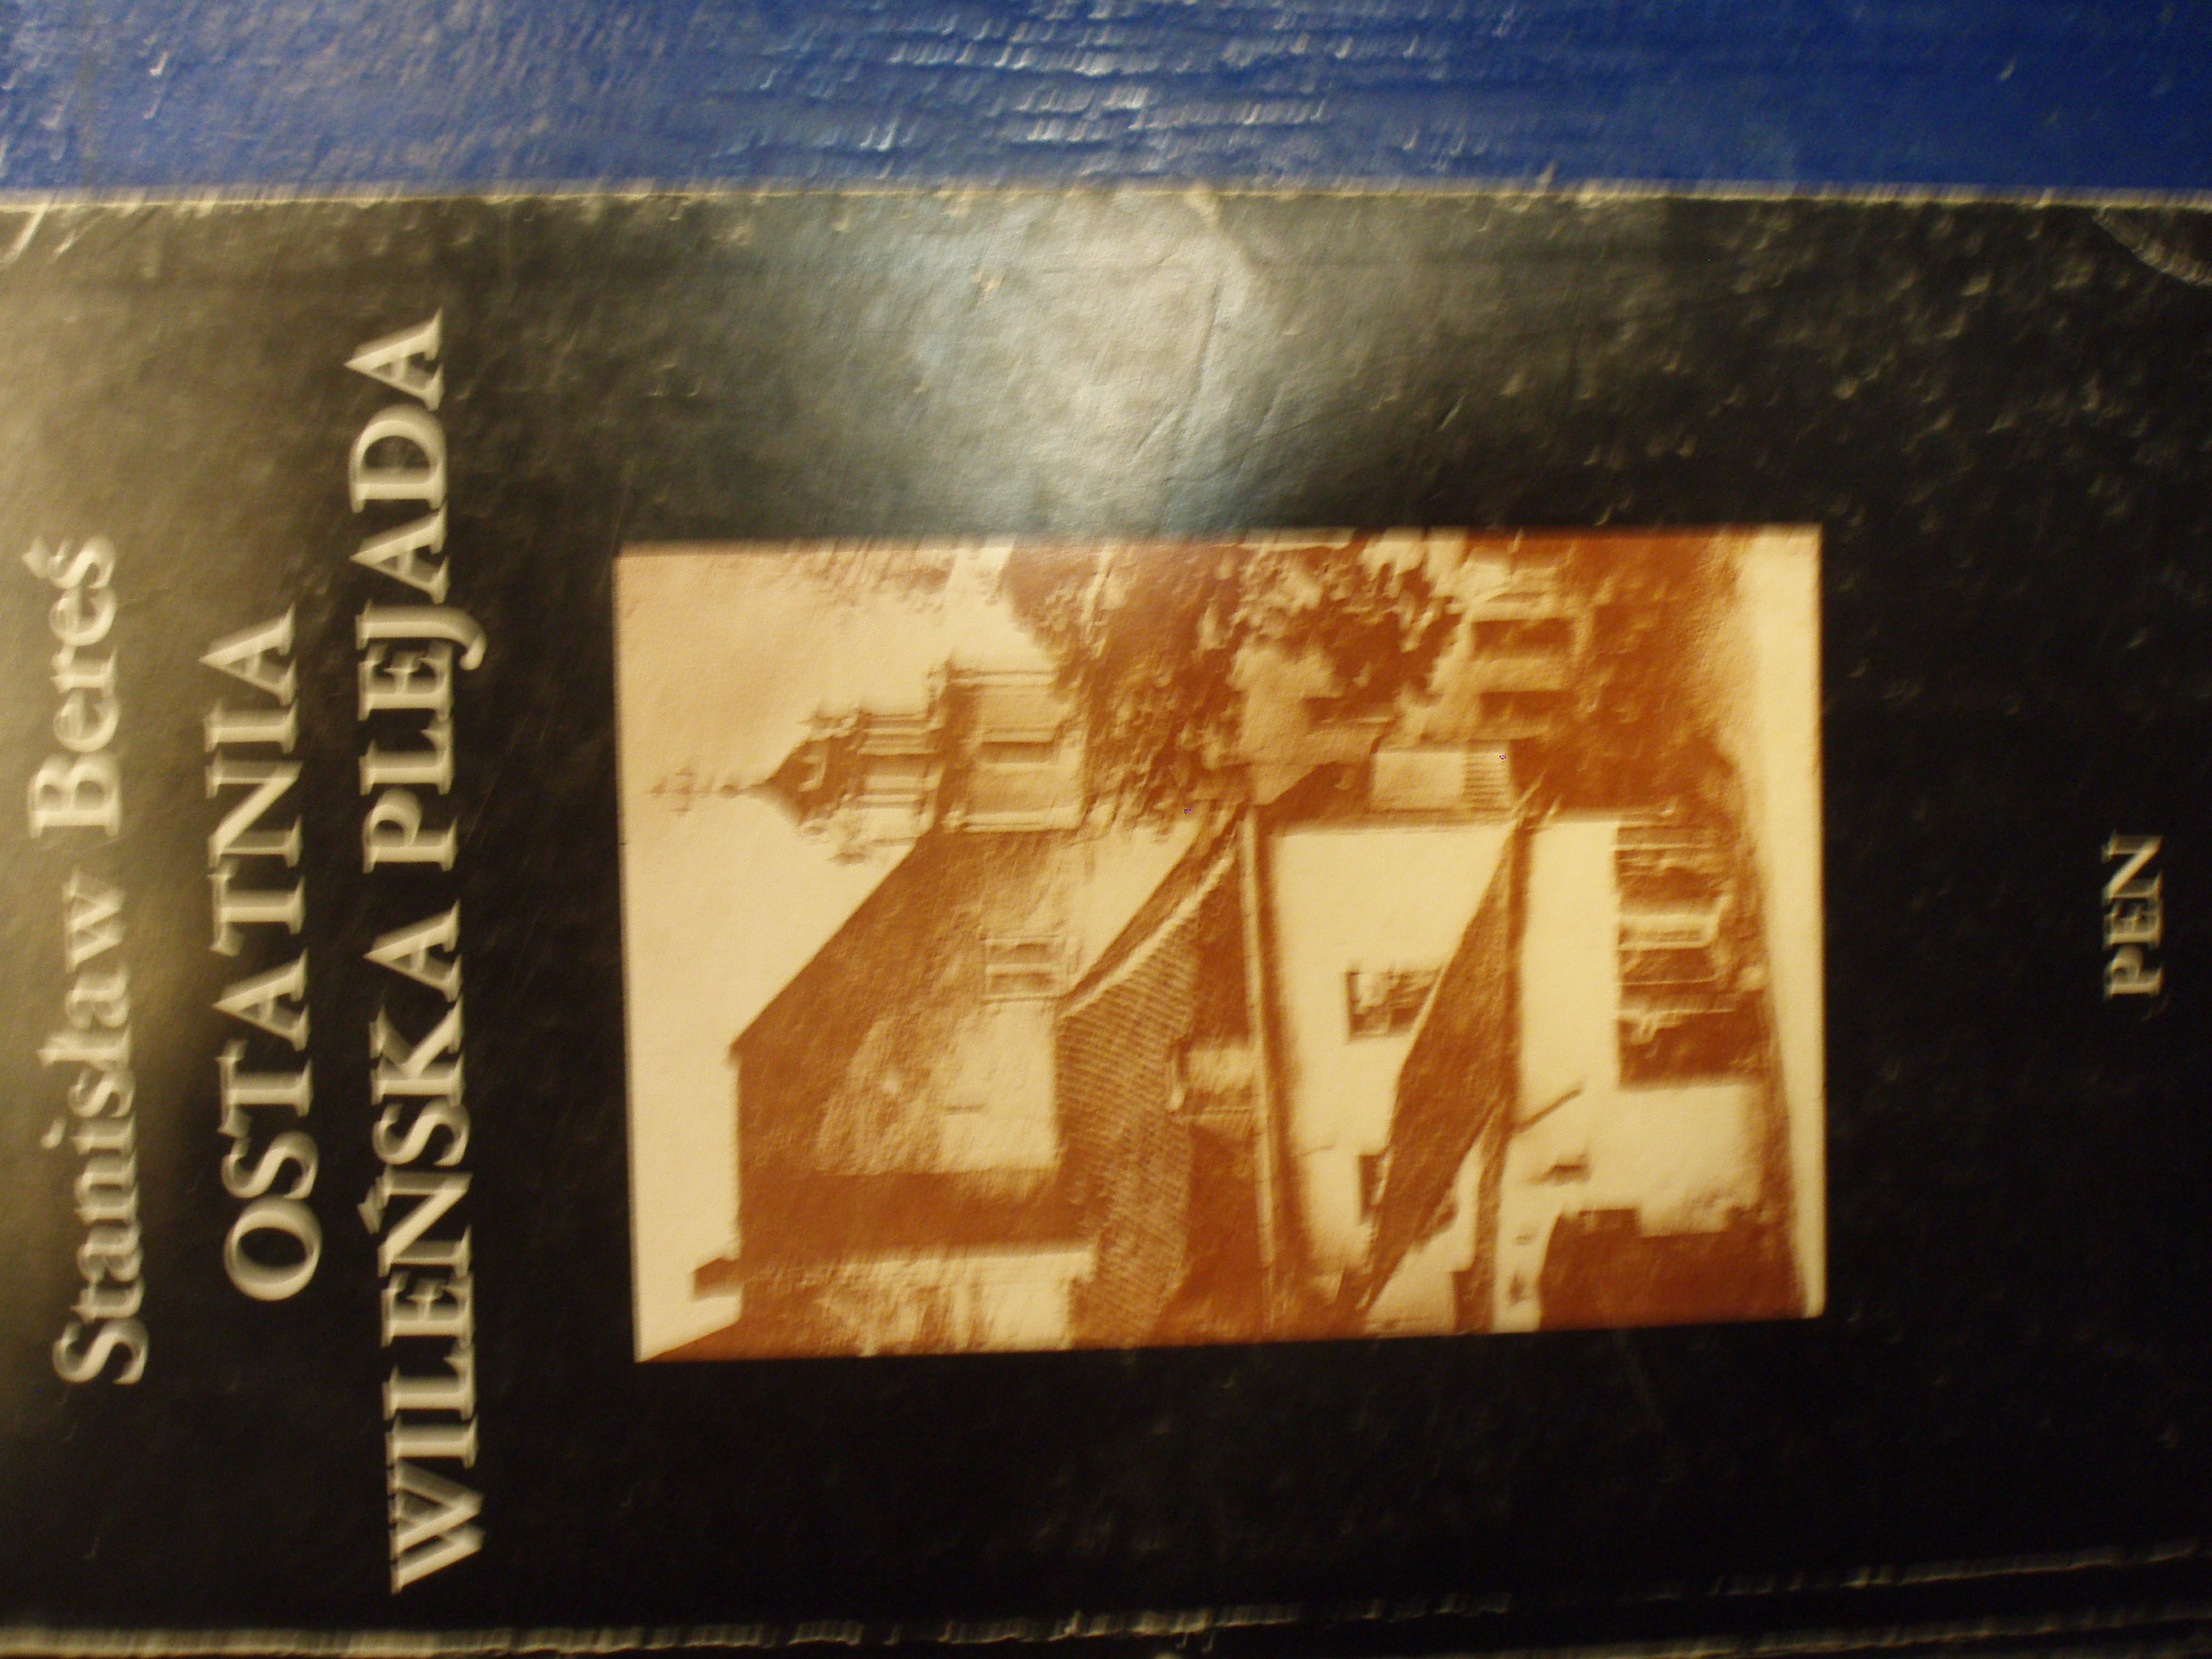 Stanisław Bereś
OSTATNIA
WILEŃSKA PLEJADA
PEN